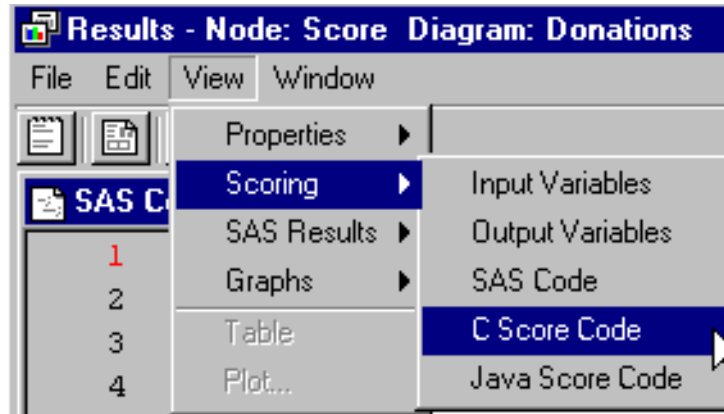 Results - Node: Score Diagram: Donations
File Edit View Window
Properties
Scoring
SAS Results
Graphs
Table
Plot...
Input Variables
Output Variables
SAS Code
C Score Code
Java Score Code
SAS
1
2
3
4